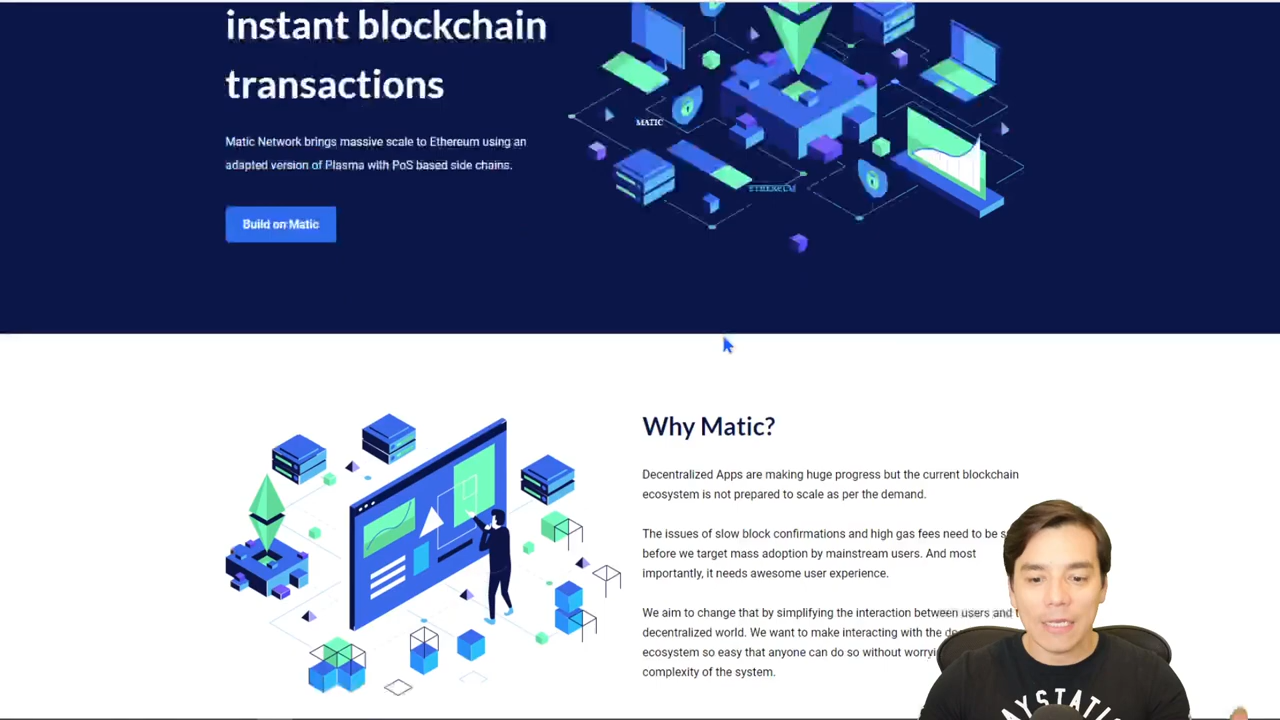 instant blockchain
transactions
Matic Network brings massive scale to Ethereum using an
adapted version of Plasma with PoS based side chains.
Build on Matic
MATIC
ETHEREUM
Why Matic?
Decentralized Apps are making huge progress but the current blockchain
ecosystem is not prepared to scale as per the demand.
The issues of slow block confirmations and high gas fees need to be s
before we target mass adoption by mainstream users. And most
importantly, it needs awesome user experience.
We aim to change that by simplifying the interaction between users and t
decentralized world. We want to make interacting with the de
ecosystem so easy that anyone can do so without worryi
complexity of the system.